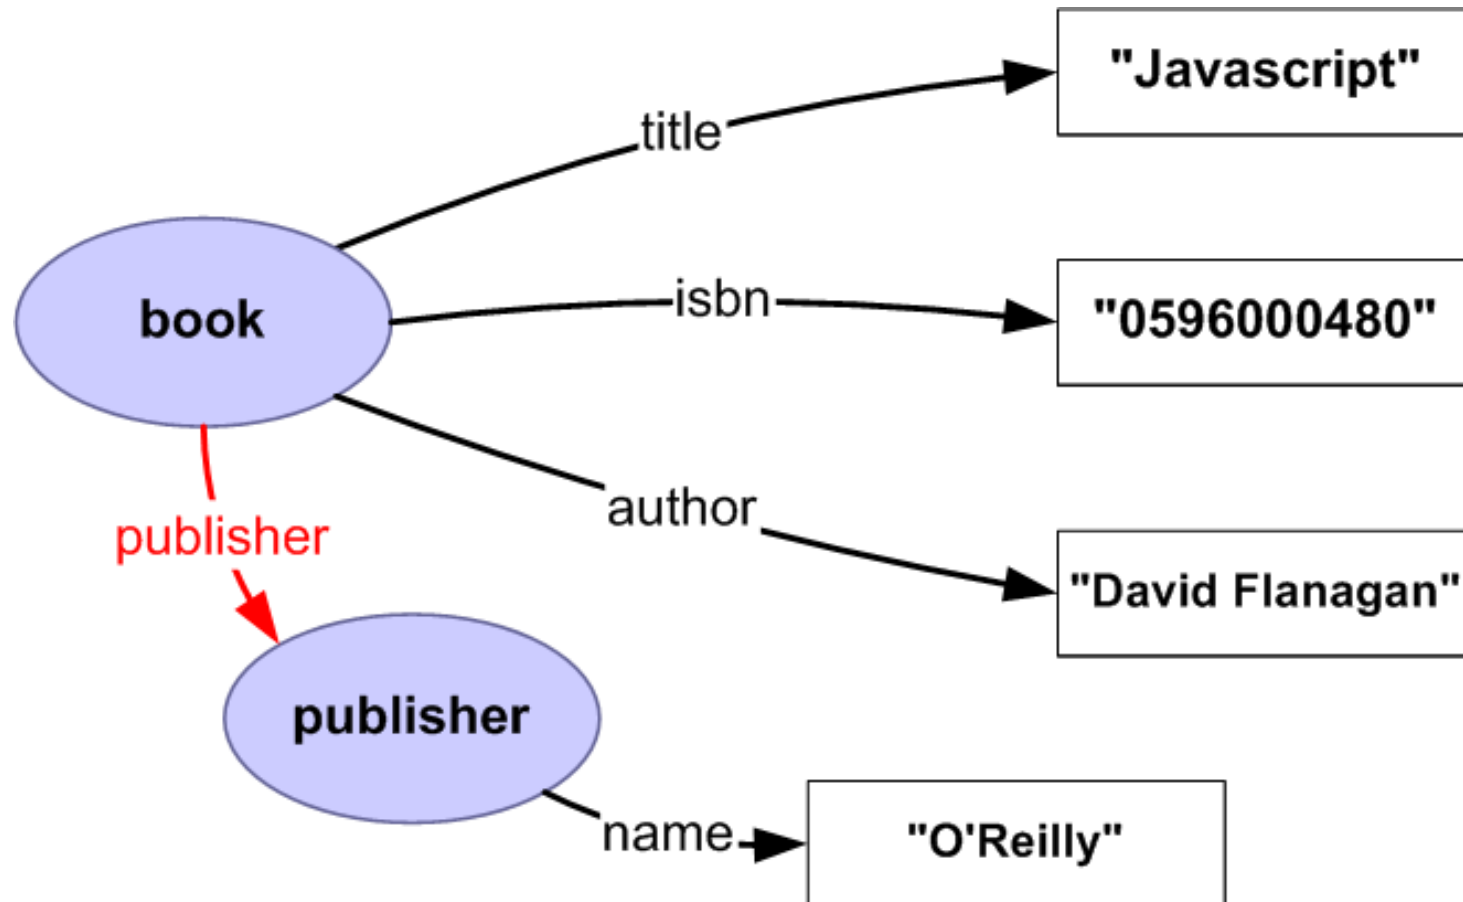 "Javascript"
title
isbn
"0596000480"
book
author
publisher
"David Flanagan"
publisher
name
"O'Reilly"